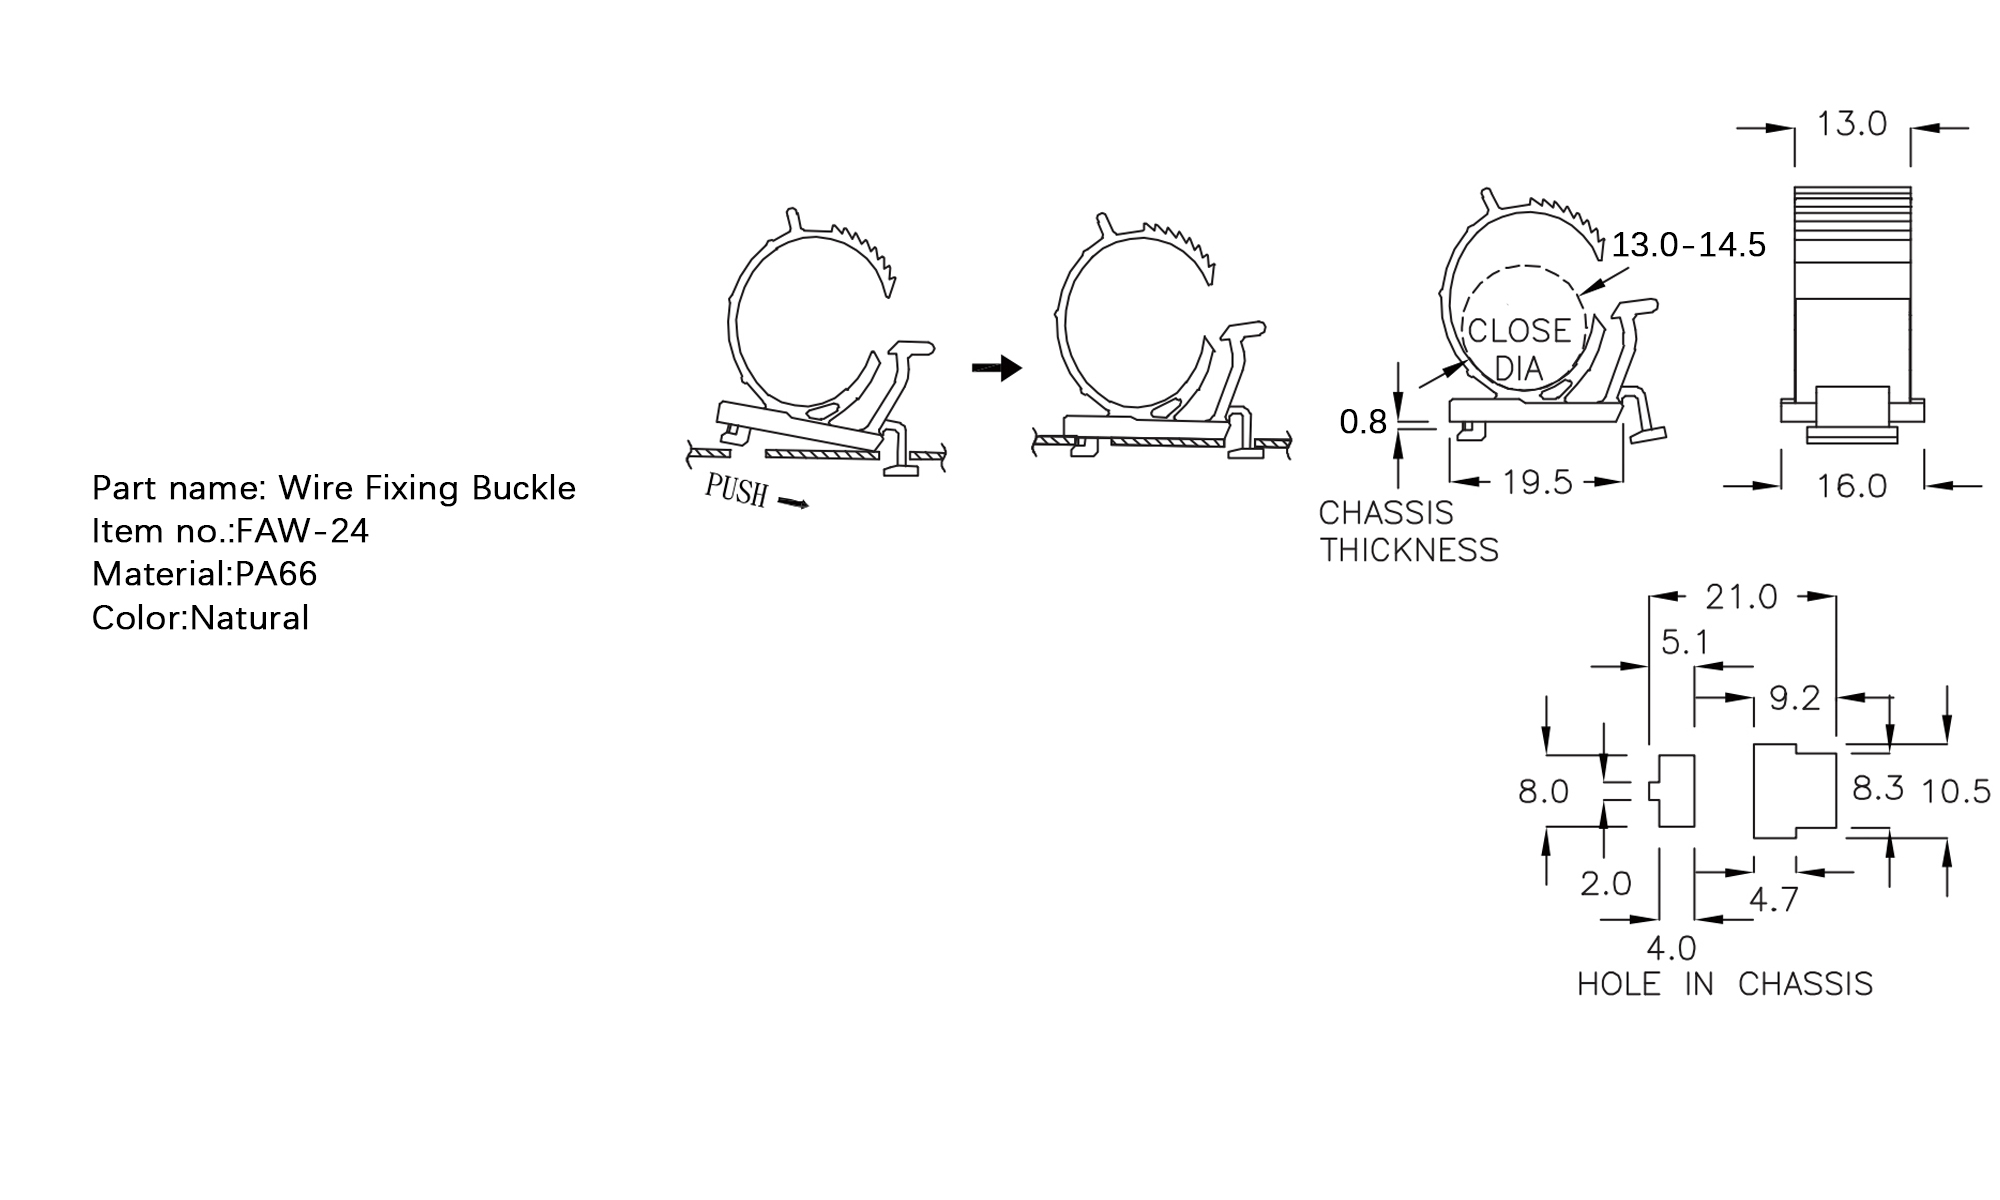 Part name: Wire Fixing Buckle
Item no.:FAW-24
Material:PA66
Color:Natural
PUSH
13.0
13.0-14.5
CLOSE
DIA
0.8
19.5
16.0
CHASSIS
THICKNESS
21.0
5.1
9.2
8.0
8.3
10.5
2.0
4.7
4.0
HOLE IN CHASSIS